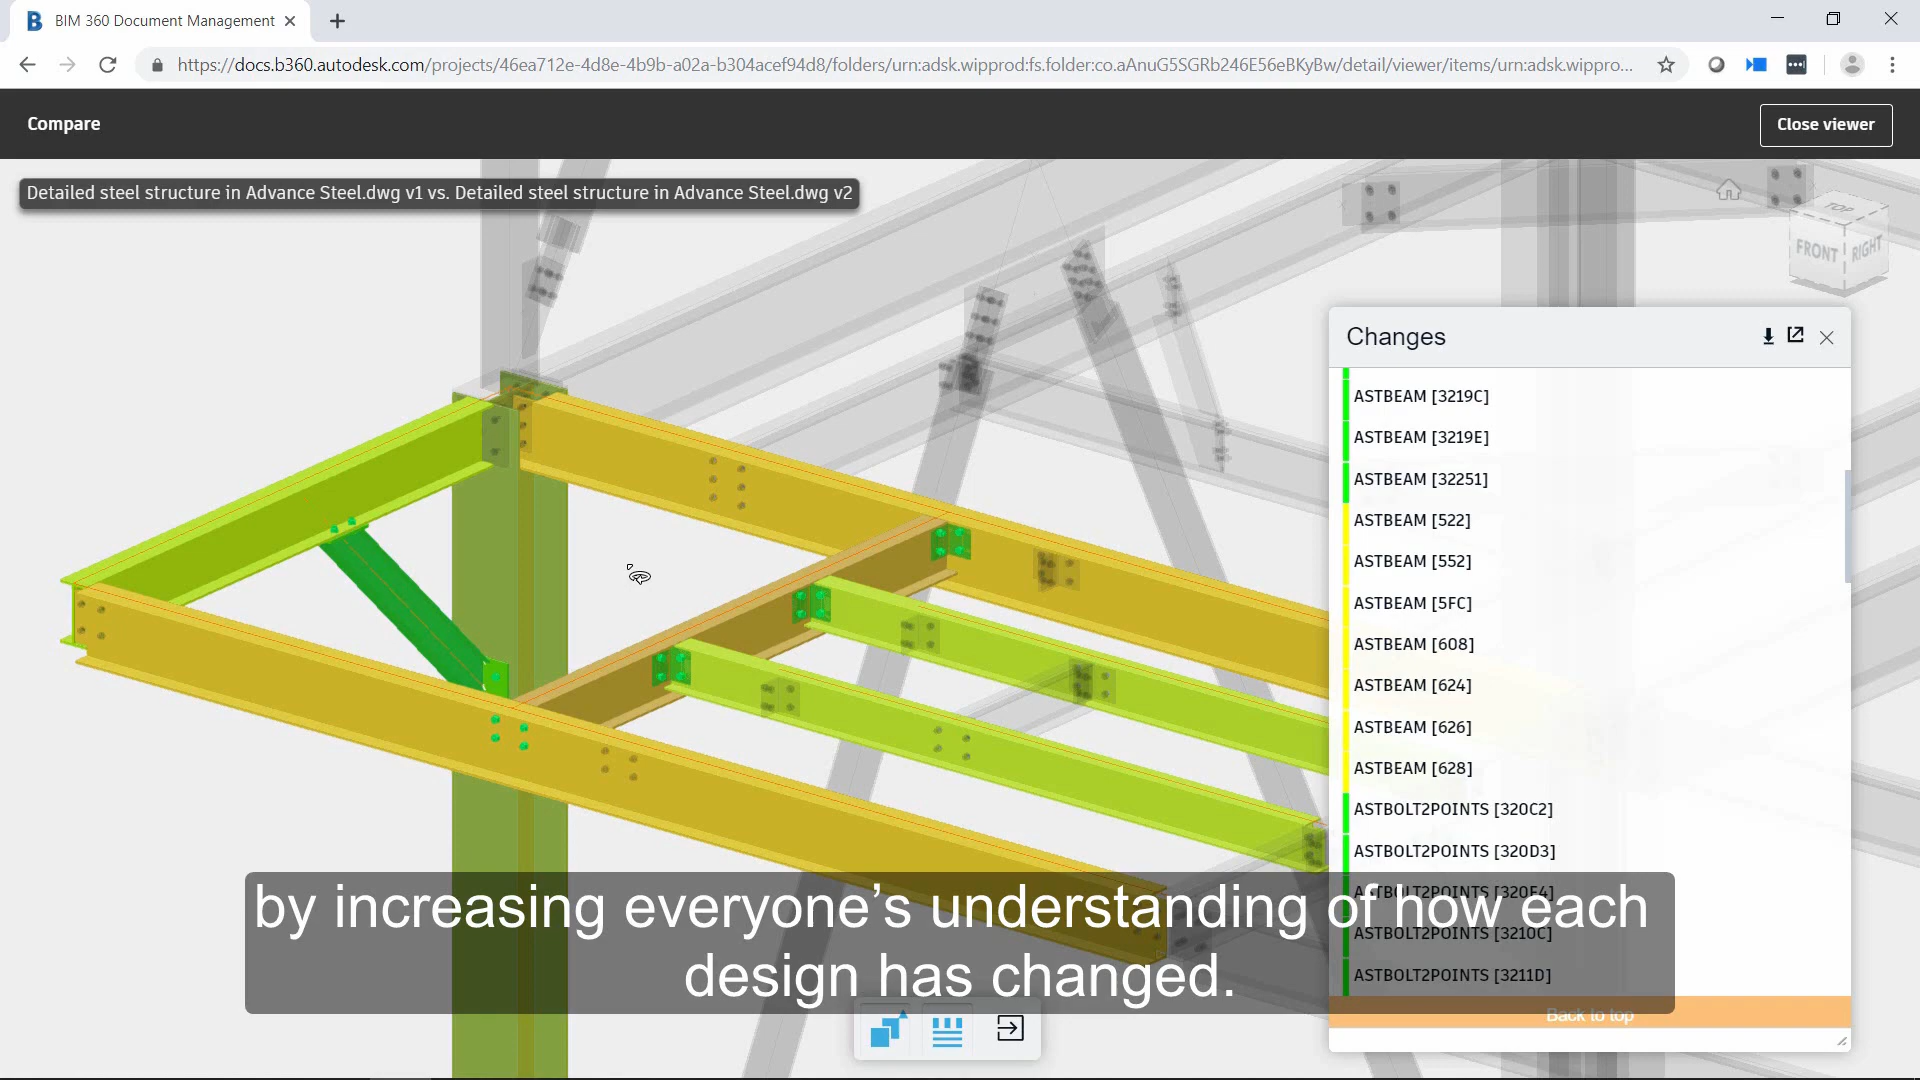 BIM 360 Document Management
https://docs.b360.autodesk.com/projects/46ea712e-4d8e-4b9b-a02a-b304acef94d8/folders/urn:adsk.wipprod:fs.folder:co.aAnuG5SGRb246E56eBKyBw/detail/viewer/items/urn:adsk.wippro...
Compare
Close viewer
Detailed steel structure in Advance Steel.dwg v1 vs. Detailed steel structure in Advance Steel.dwg v2
TOP
FRONT RIGHT
Changes
ASTBEAM [3219C]
ASTBEAM [3219E]
ASTBEAM [32251]
ASTBEAM [522]
ASTBEAM [552]
ASTBEAM [5FC]
ASTBEAM [608]
ASTBEAM [624]
ASTBEAM [626]
ASTBEAM [628]
ASTBOLT2POINTS [320C2]
ASTBOLT2POINTS [320D3]
ASTBOLT2POINTS [320E4]
ASTBOLT2POINTS [3210C]
ASTBOLT2POINTS [3211D]
Back to top
by increasing everyone’s understanding of how each
design has changed.